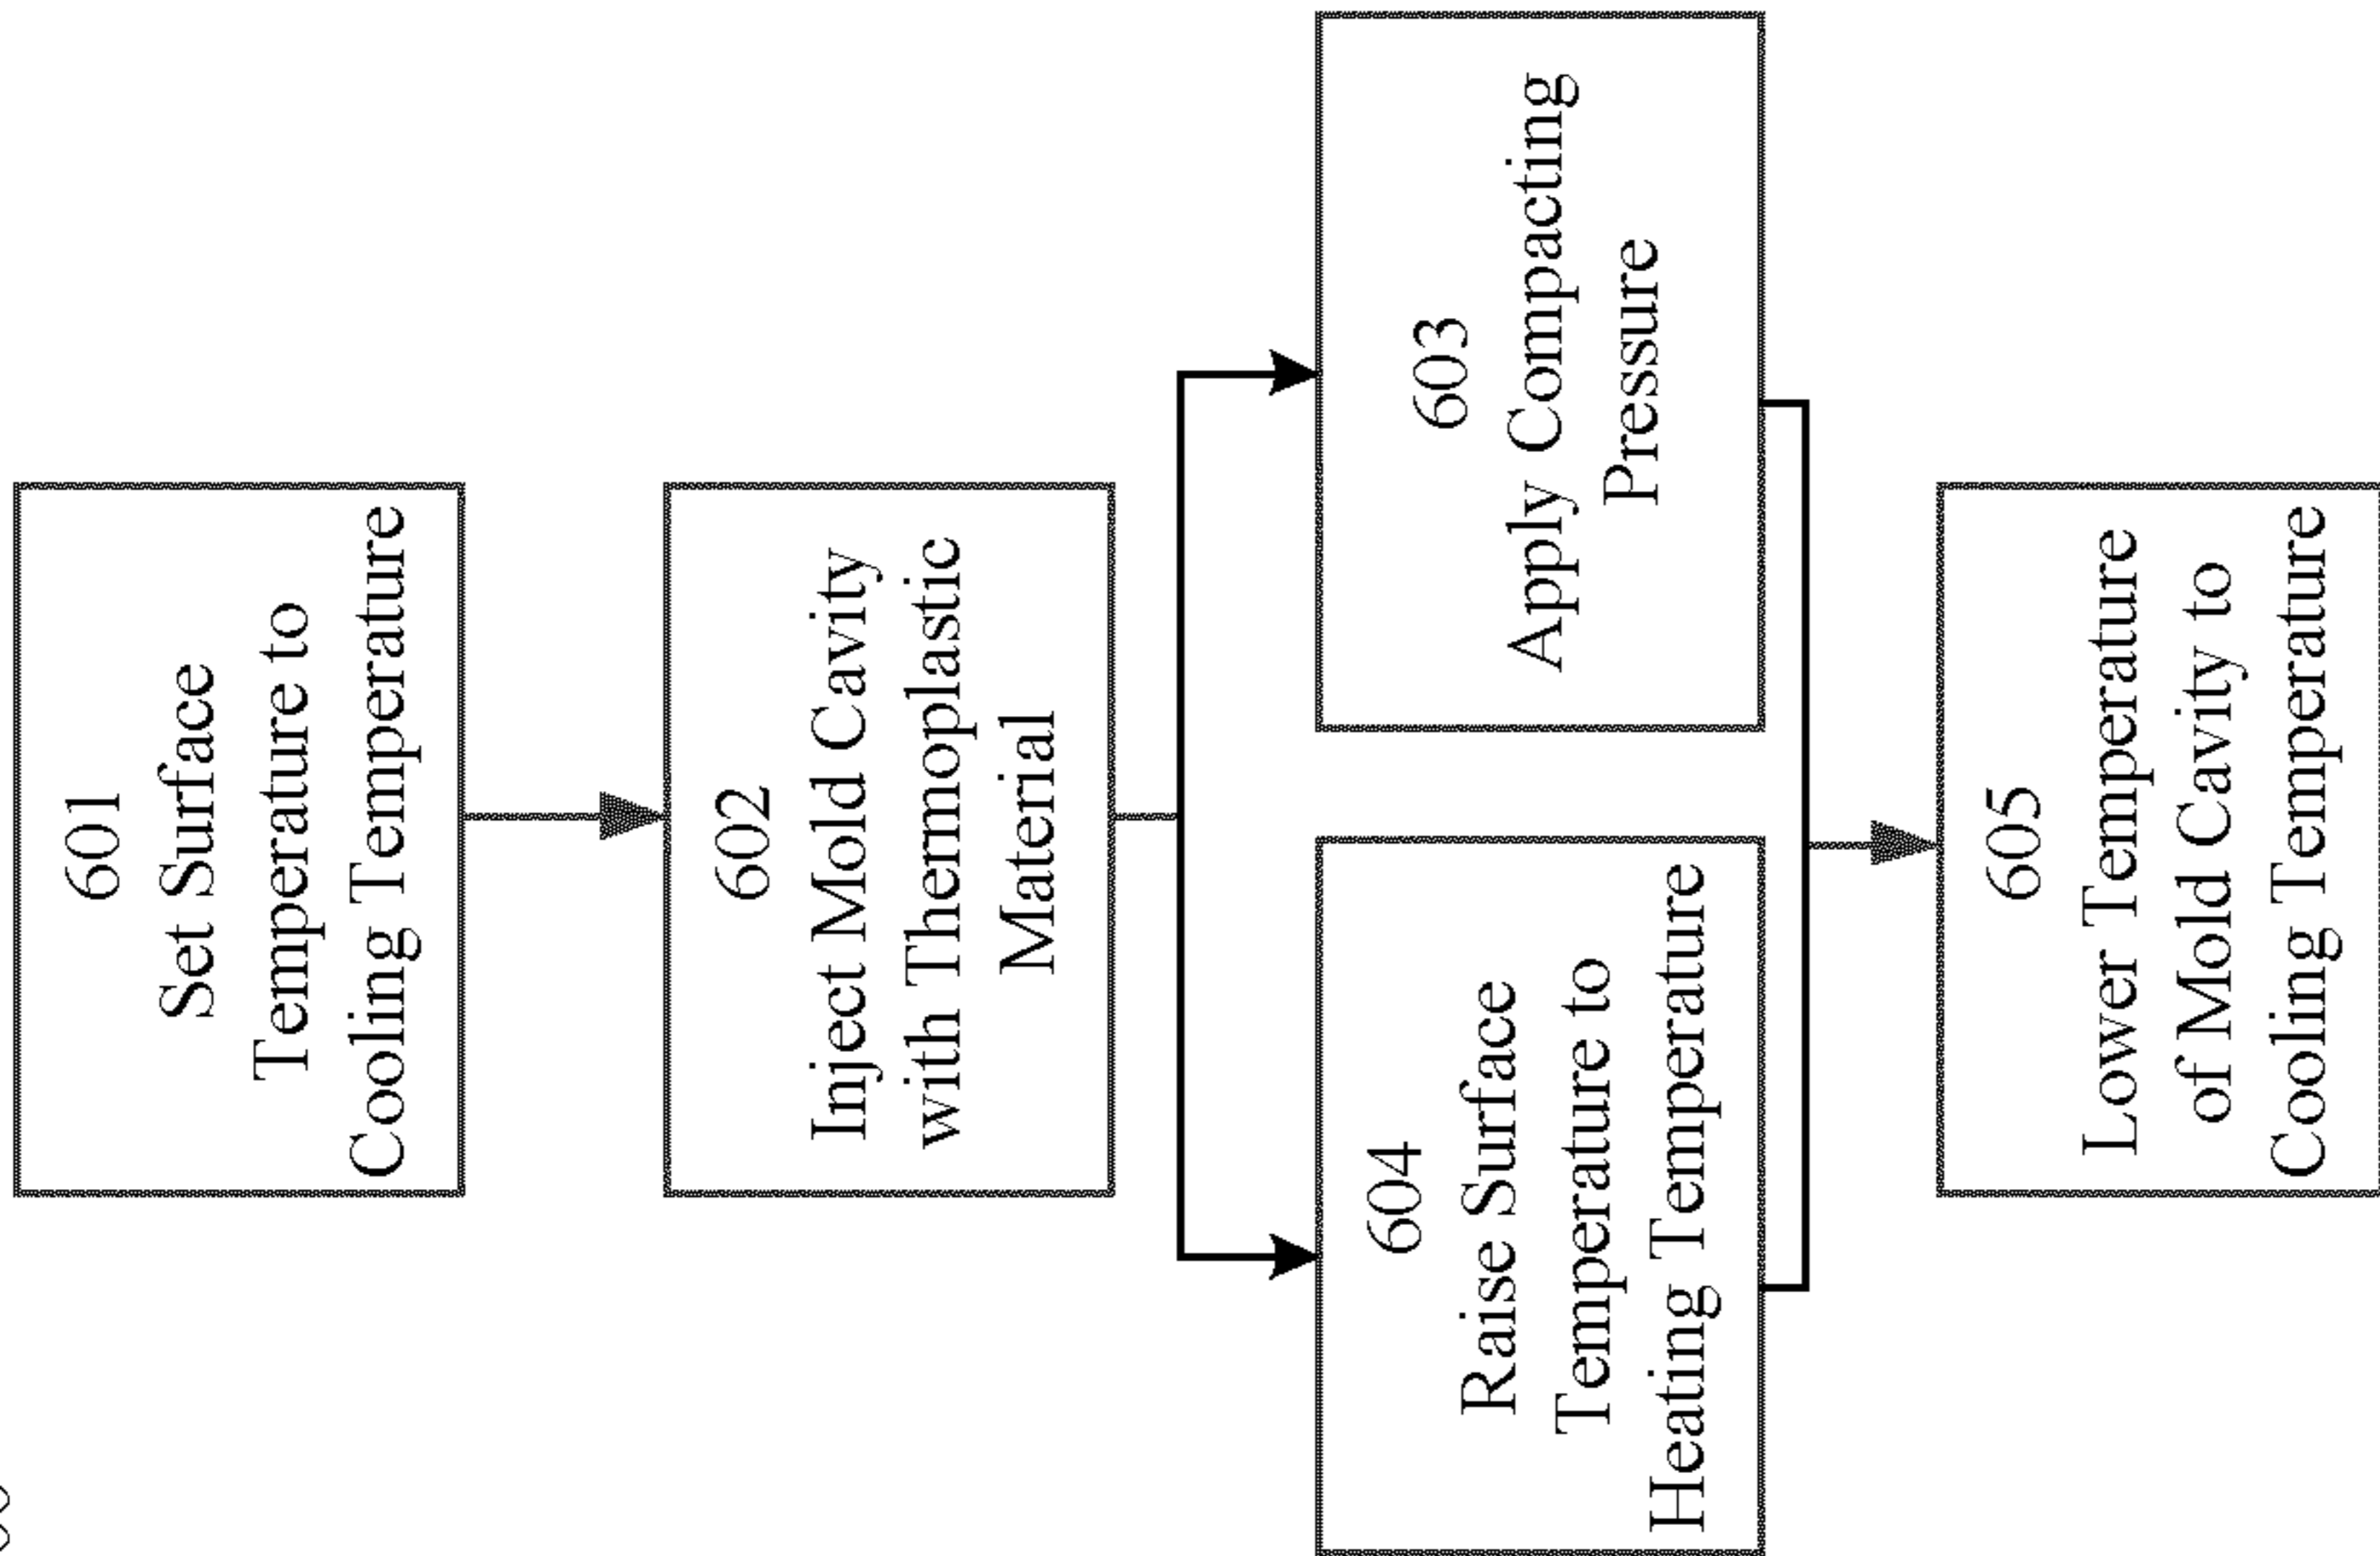 601
Set Surface
Temperature to
Cooling Temperature
602
Inject Mold Cavity
with Thermoplastic
Material
603
Apply Compacting
Pressure
604
Raise Surface
Temperature to
Heating Temperature
605
Lower Temperature
of Mold Cavity to
Cooling Temperature